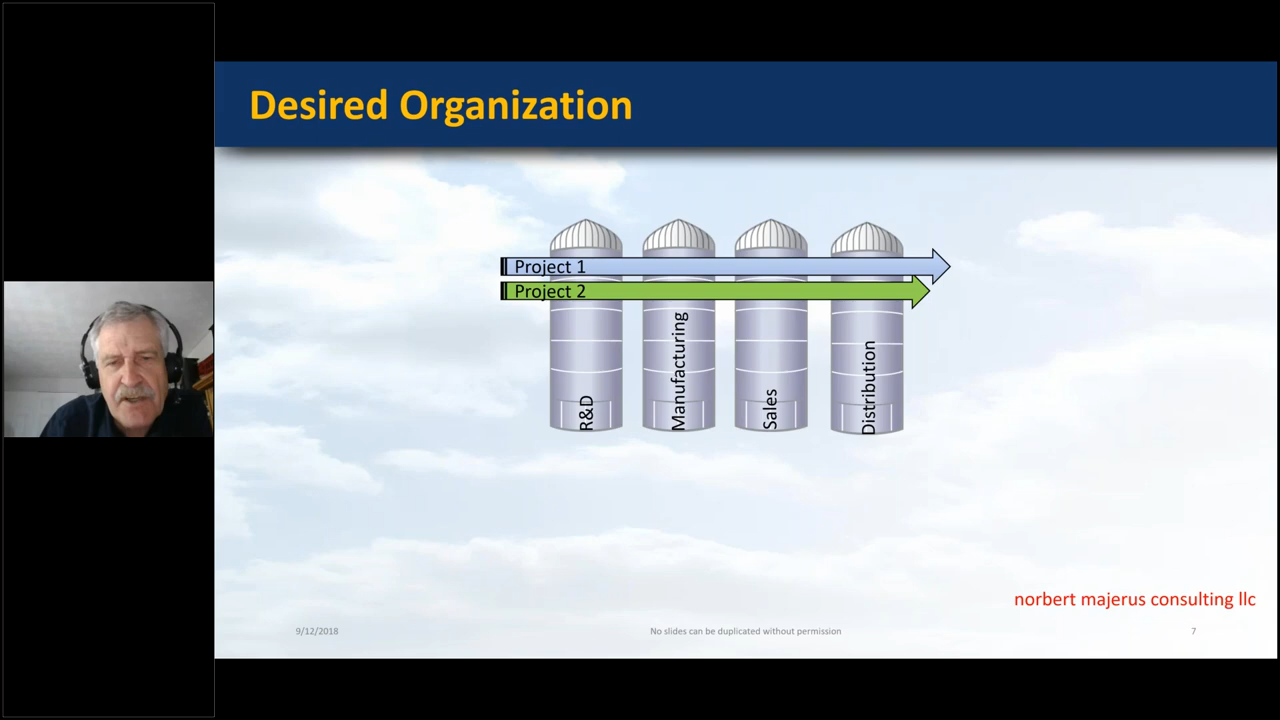 Desired Organization
Project 1
Project 2
R&D
Manufacturing
Sales
Distribution
norbert majerus consulting llc
9/12/2018
No slides can be duplicated without permission
7